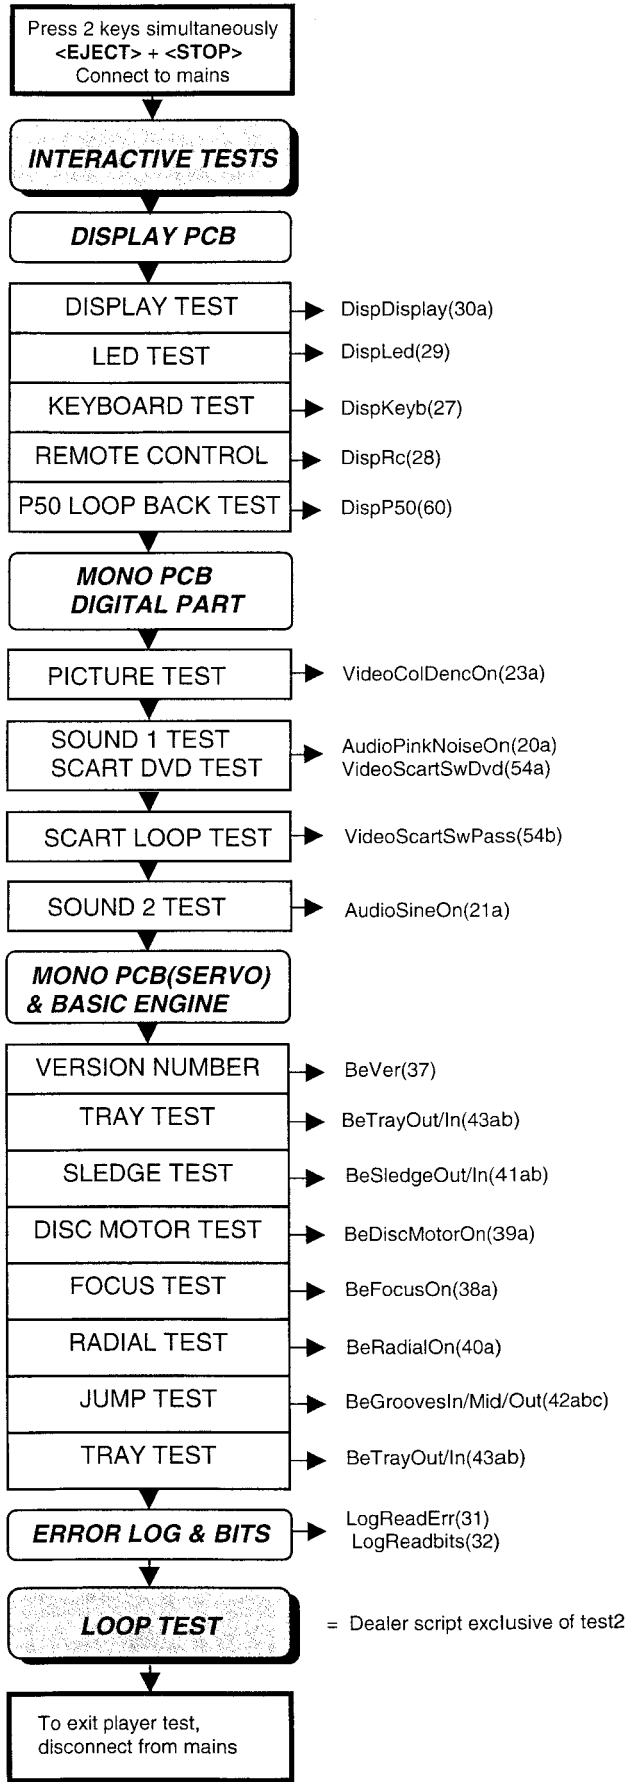 Press 2 keys simultaneously
<EJECT> + <STOP>
Connect to mains
INTERACTIVE TESTS
DISPLAY PCB
DISPLAY TEST
DispDisplay(30a)
LED TEST
DispLed(29)
KEYBOARD TEST
DispKeyb(27)
REMOTE CONTROL
DispRc(28)
P50 LOOP BACK TEST
DispP50(60)
MONO PCB
DIGITAL PART
PICTURE TEST
VideoColDencOn(23a)
SOUND 1 TEST
SCART DVD TEST
AudioPinkNoiseOn(20a)
VideoScartSwDvd(54a)
SCART LOOP TEST
VideoScartSwPass(54b)
SOUND 2 TEST
AudioSineOn(21a)
MONO PCB(SERVO)
& BASIC ENGINE
VERSION NUMBER
BeVer(37)
TRAY TEST
BeTrayOut/In(43ab)
SLEDGE TEST
BeSledgeOut/In(41ab)
DISC MOTOR TEST
BeDiscMotorOn(39a)
FOCUS TEST
BeFocusOn(38a)
RADIAL TEST
BeRadialOn(40a)
JUMP TEST
BeGroovesIn/Mid/Out(42abc)
TRAY TEST
BeTrayOut/In(43ab)
ERROR LOG & BITS
LogReadErr(31)
LogReadbits(32)
LOOP TEST
= Dealer script exclusive of test2
To exit player test,
disconnect from mains